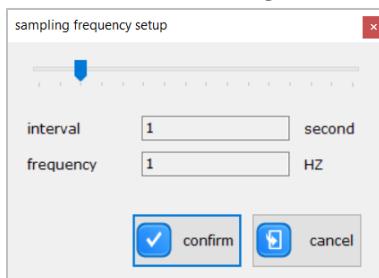 sampling frequency setup
interval 1 second
frequency 1 HZ
confirm cancel